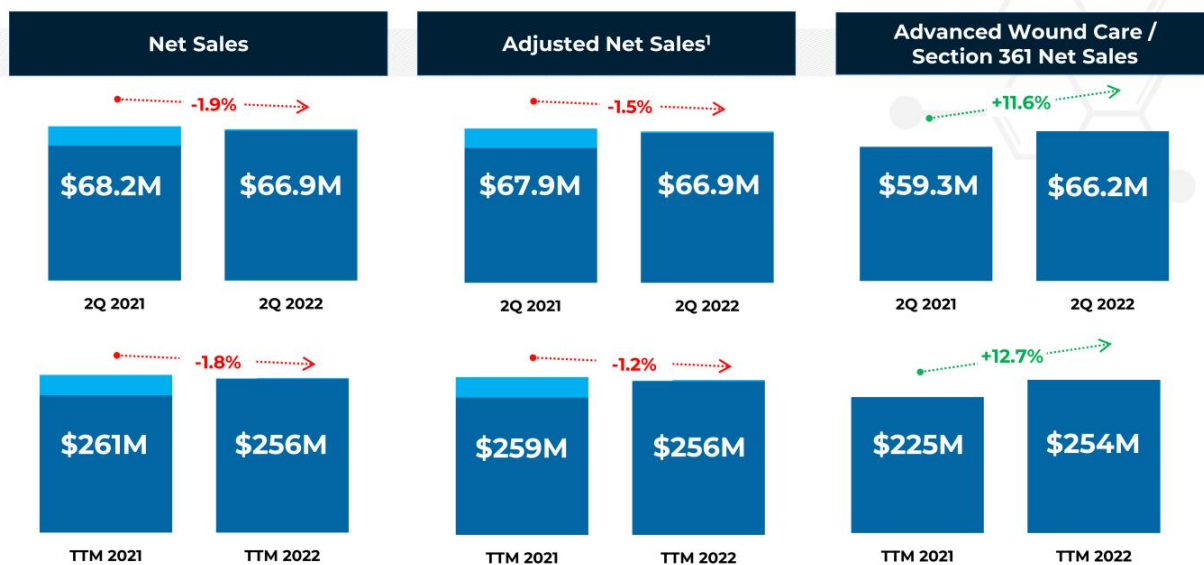 Net Sales
Adjusted Net Sales¹
Advanced Wound Care /
Section 361 Net Sales
-1.9%
-1.5%
+11.6%
$68.2M
$66.9M
$67.9M
$66.9M
$59.3M
$66.2M
2Q 2021
2Q 2022
2Q 2021
2Q 2022
2Q 2021
2Q 2022
-1.8%
-1.2%
+12.7%
$261M
$256M
$259M
$256M
$225M
$254M
TTM 2021
TTM 2022
TTM 2021
TTM 2022
TTM 2021
TTM 2022